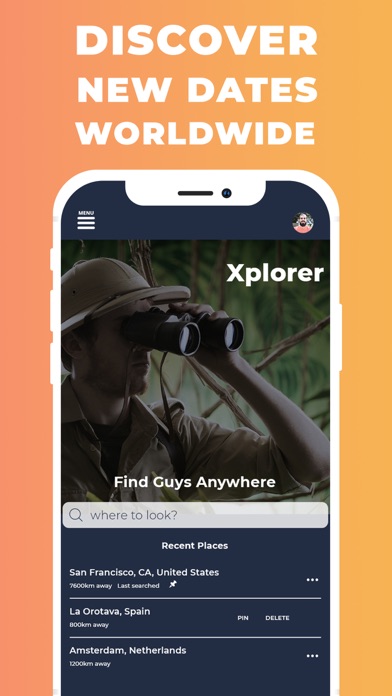 DISCOVER
NEW DATES
WORLDWIDE
MENU
Xplorer
Find Guys Anywhere
where to look?
Recent Places
San Francisco, CA, United States
7600km away Last searched
La Orotava, Spain
PIN DELETE
800km away
Amsterdam, Netherlands
1200km away